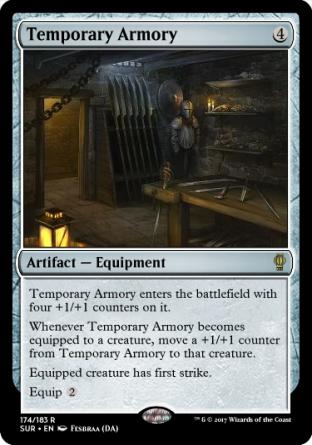 Temporary Armory 4
Artifact — Equipment
Temporary Armory enters the battlefield with
four +1/+1 counters on it.
Whenever Temporary Armory becomes
equipped to a creature, move a +1/+1 counter
from Temporary Armory to that creature.
Equipped creature has first strike.
Equip 2
174/183 R
SUR • EN FESBRAA (DA)
™ & © 2017 Wizards of the Coast